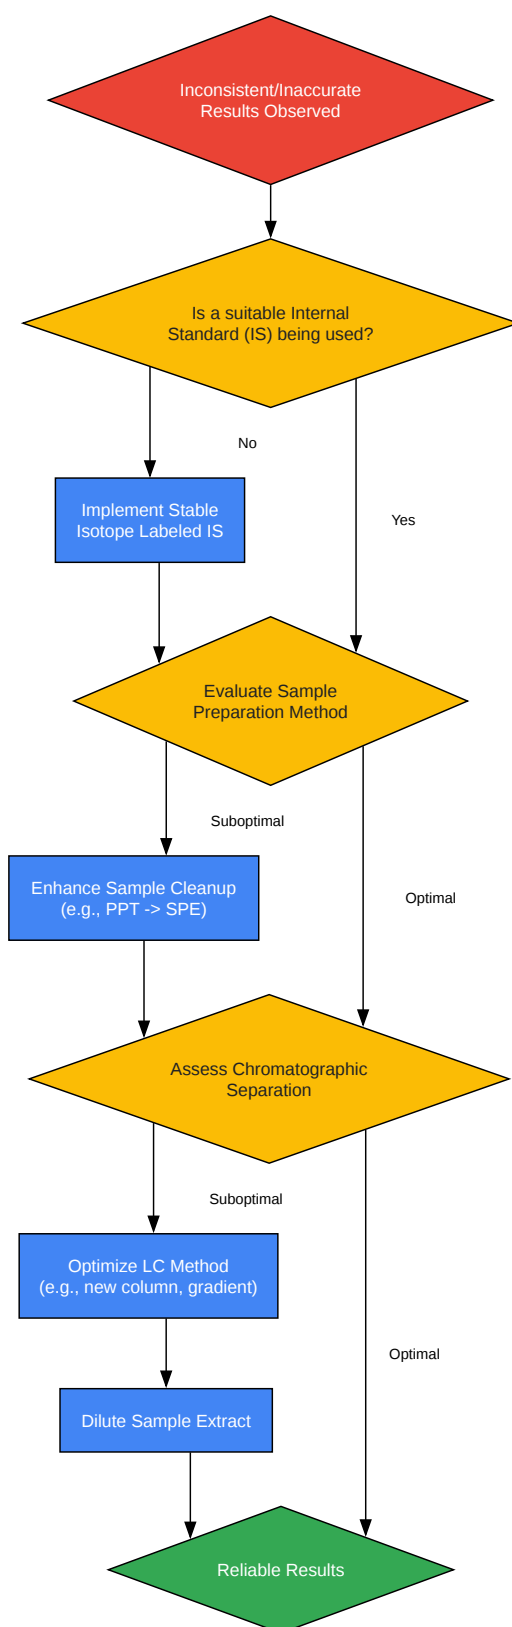 Inconsistent/Inaccurate
Results Observed
Is a suitable Internal
Standard (IS) being used?
No
Implement Stable
Isotope Labeled IS
Yes
Evaluate Sample
Preparation Method
Suboptimal
Enhance Sample Cleanup
(e.g., PPT -> SPE)
Optimal
Assess Chromatographic
Separation
Suboptimal
Optimize LC Method
(e.g., new column, gradient)
Optimal
Dilute Sample Extract
Reliable Results